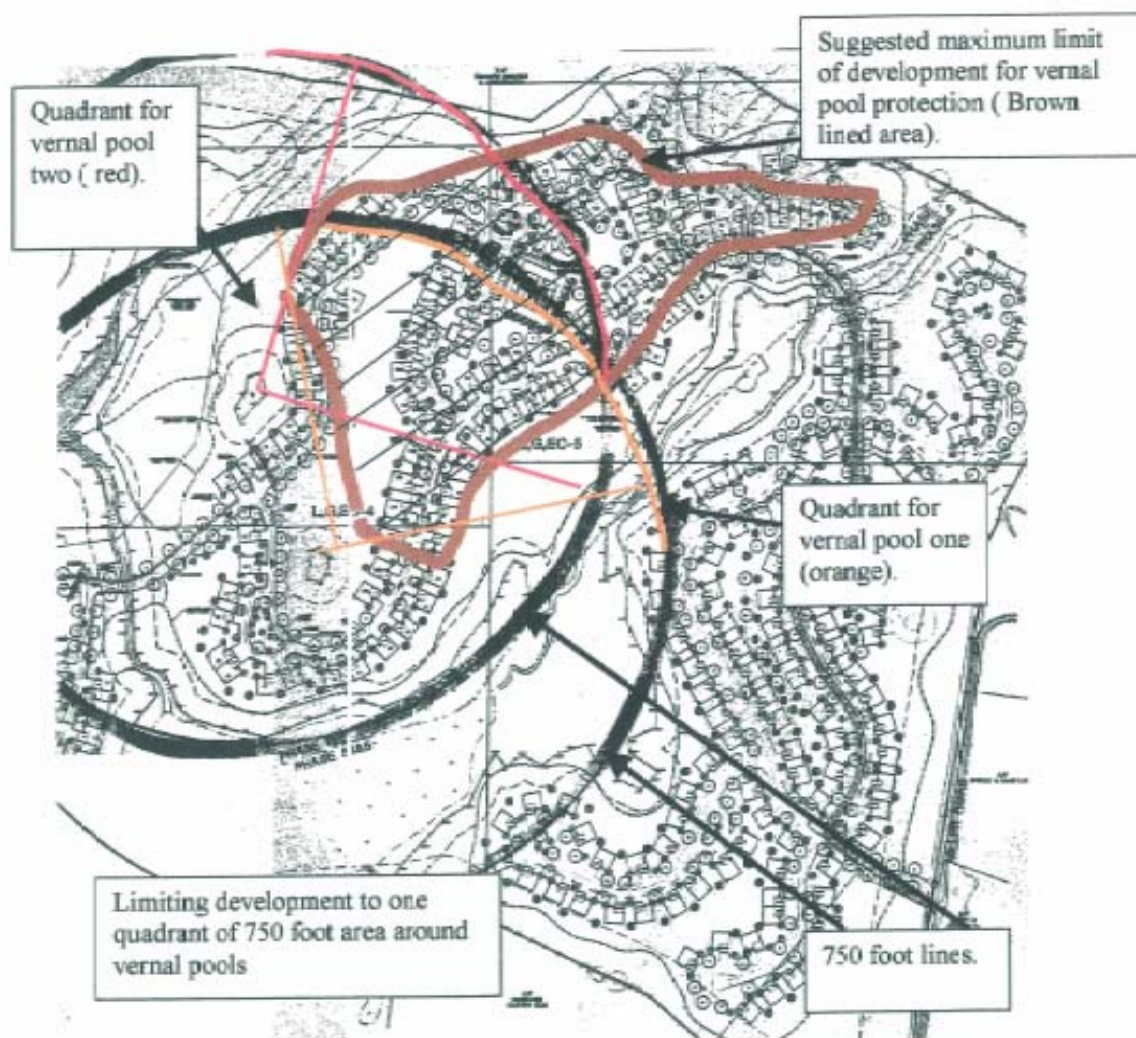 Suggested maximum limit
of development for vernal
pool protection ( Brown
lined area).
Quadrant for
vernal pool
two ( red).
Quadrant for
vernal pool one
(orange).
Limiting development to one
quadrant of 750 foot area around
vernal pools
750 foot lines.